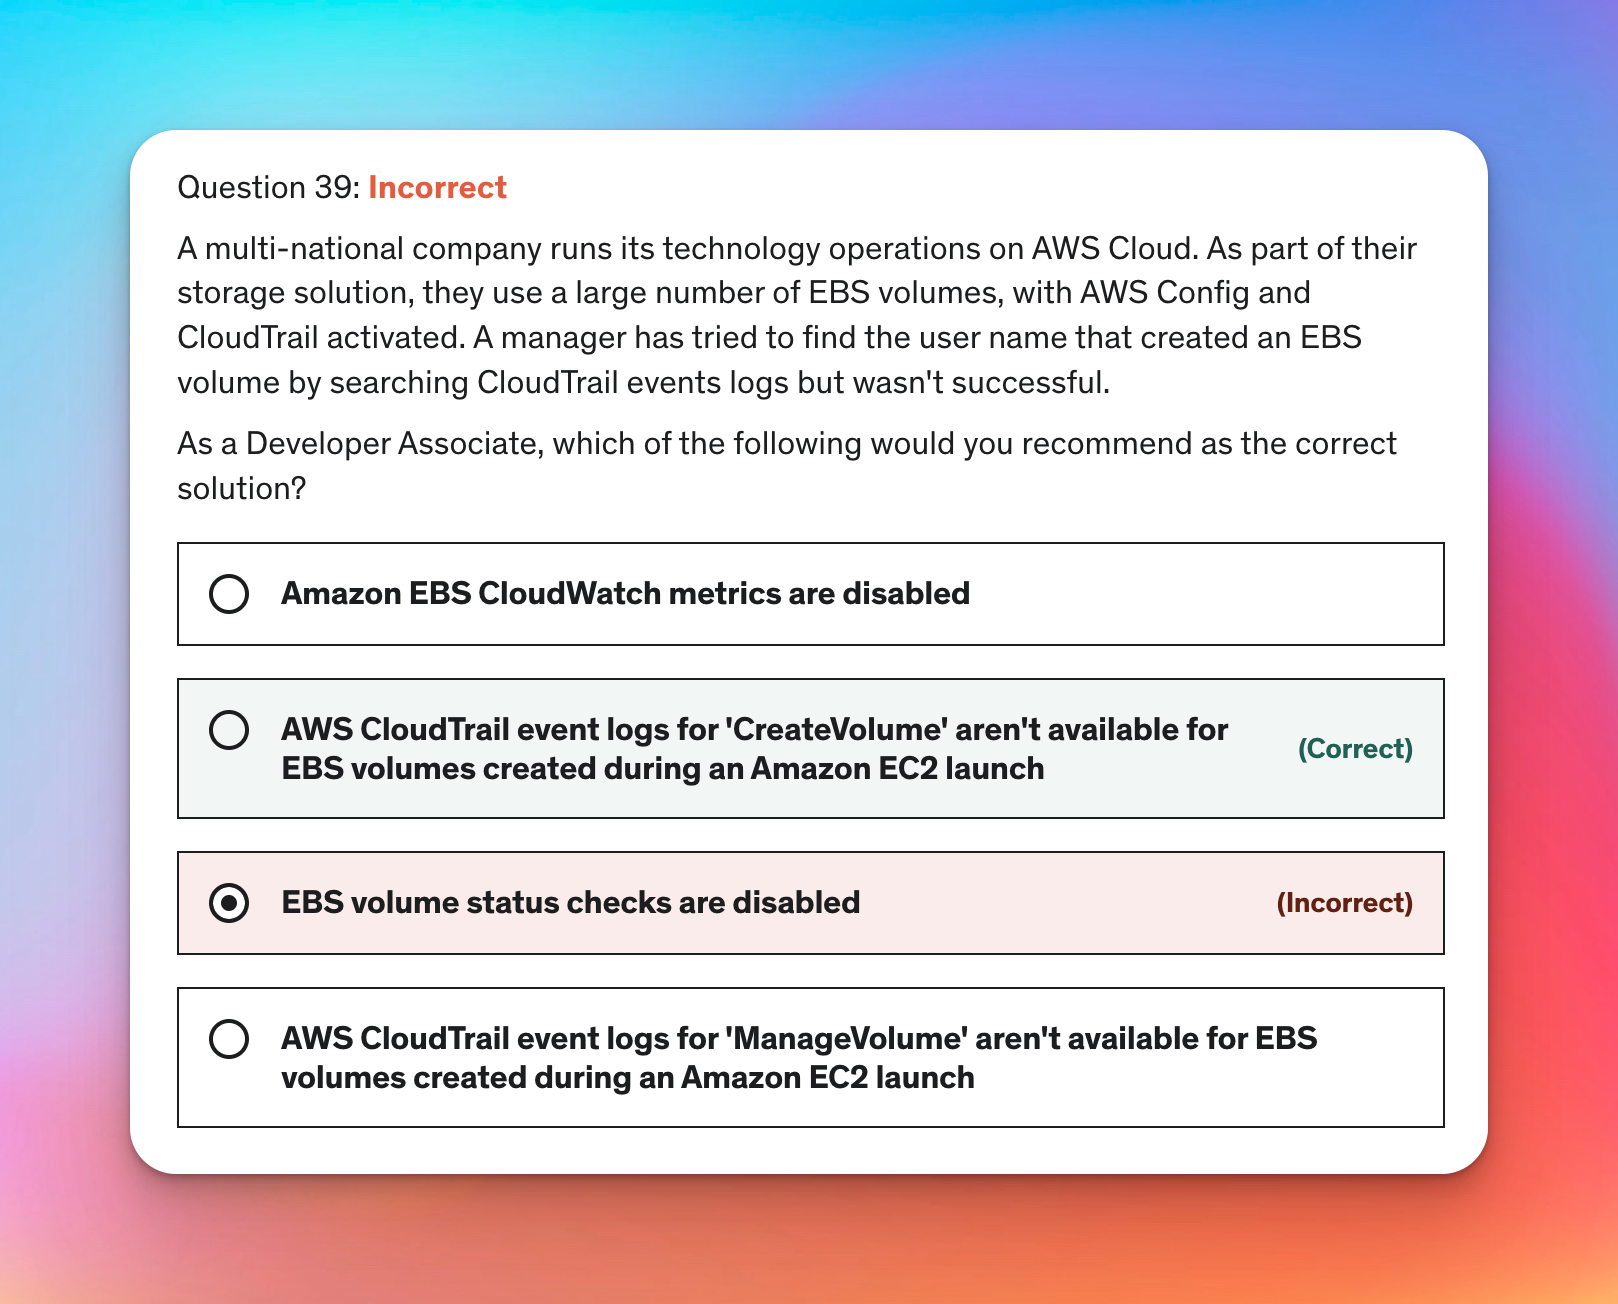 Question 39: Incorrect
A multi-national company runs its technology operations on AWS Cloud. As part of their
storage solution, they use a large number of EBS volumes, with AWS Config and
CloudTrail activated. A manager has tried to find the user name that created an EBS
volume by searching CloudTrail events logs but wasn't successful.
As a Developer Associate, which of the following would you recommend as the correct
solution?
Amazon EBS CloudWatch metrics are disabled
AWS CloudTrail event logs for 'CreateVolume' aren't available for
EBS volumes created during an Amazon EC2 launch
(Correct)
EBS volume status checks are disabled
(Incorrect)
AWS CloudTrail event logs for 'ManageVolume' aren't available for EBS
volumes created during an Amazon EC2 launch